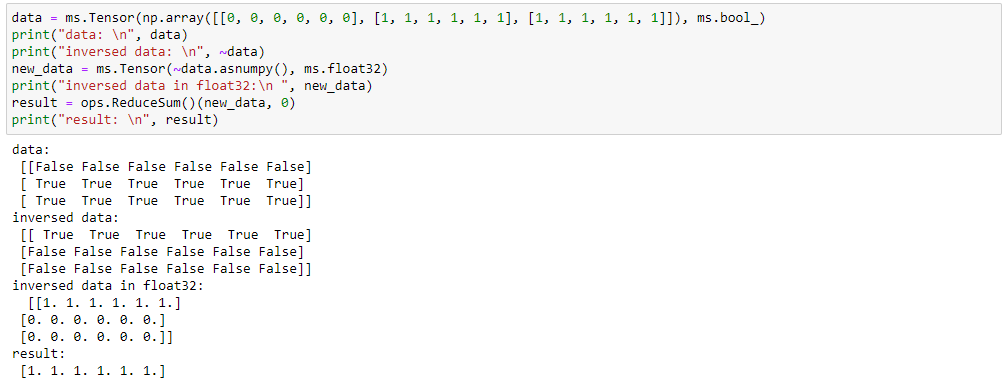 data = ms.Tensor(np.array([[0, 0, 0, 0, 0, 0], [1, 1, 1, 1, 1, 1], [1, 1, 1, 1, 1, 1]]), ms.bool_)
print("data: \n", data)
print("inversed data: \n", ~data)
new_data = ms.Tensor(~data.asnumpy(), ms.float32)
print("inversed data in float32:\n ", new_data)
result = ops.ReduceSum()(new_data, 0)
print("result: \n", result)
data:
[[False False False False False False]
[ True  True  True  True  True  True]
[ True  True  True  True  True  True]]
inversed data:
[[ True  True  True  True  True  True]
[False False False False False False]
[False False False False False False]]
inversed data in float32:
[[1. 1. 1. 1. 1. 1.]
[0. 0. 0. 0. 0. 0.]
[0. 0. 0. 0. 0. 0.]]
result:
[1. 1. 1. 1. 1. 1.]